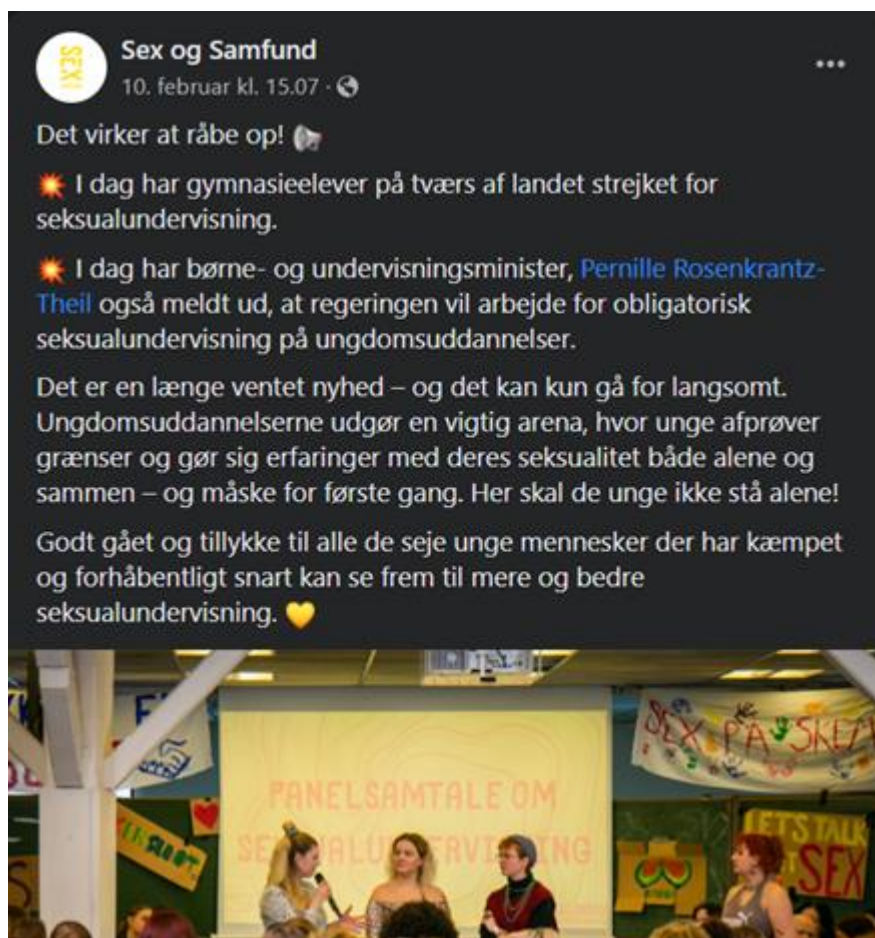 SEX!
Sex og Samfund
10. februar kl. 15.07 ·
Det virker at råbe op!
I dag har gymnasieelever på tværs af landet strejket for
seksualundervisning.
I dag har børne- og undervisningsminister, Pernille Rosenkrantz-
Theil også meldt ud, at regeringen vil arbejde for obligatorisk
seksualundervisning på ungdomsuddannelser.
Det er en længe ventet nyhed – og det kan kun gå for langsomt.
Ungdomsuddannelserne udgør en vigtig arena, hvor unge afprøver
grænser og gør sig erfaringer med deres seksualitet både alene og
sammen – og måske for første gang. Her skal de unge ikke stå alene!
Godt gået og tillykke til alle de seje unge mennesker der har kæmpet
og forhåbentligt snart kan se frem til mere og bedre
seksualundervisning. 💛
SEX PÅ SKEM
PANELSAMTALE OM
LET'S TALK
SEX